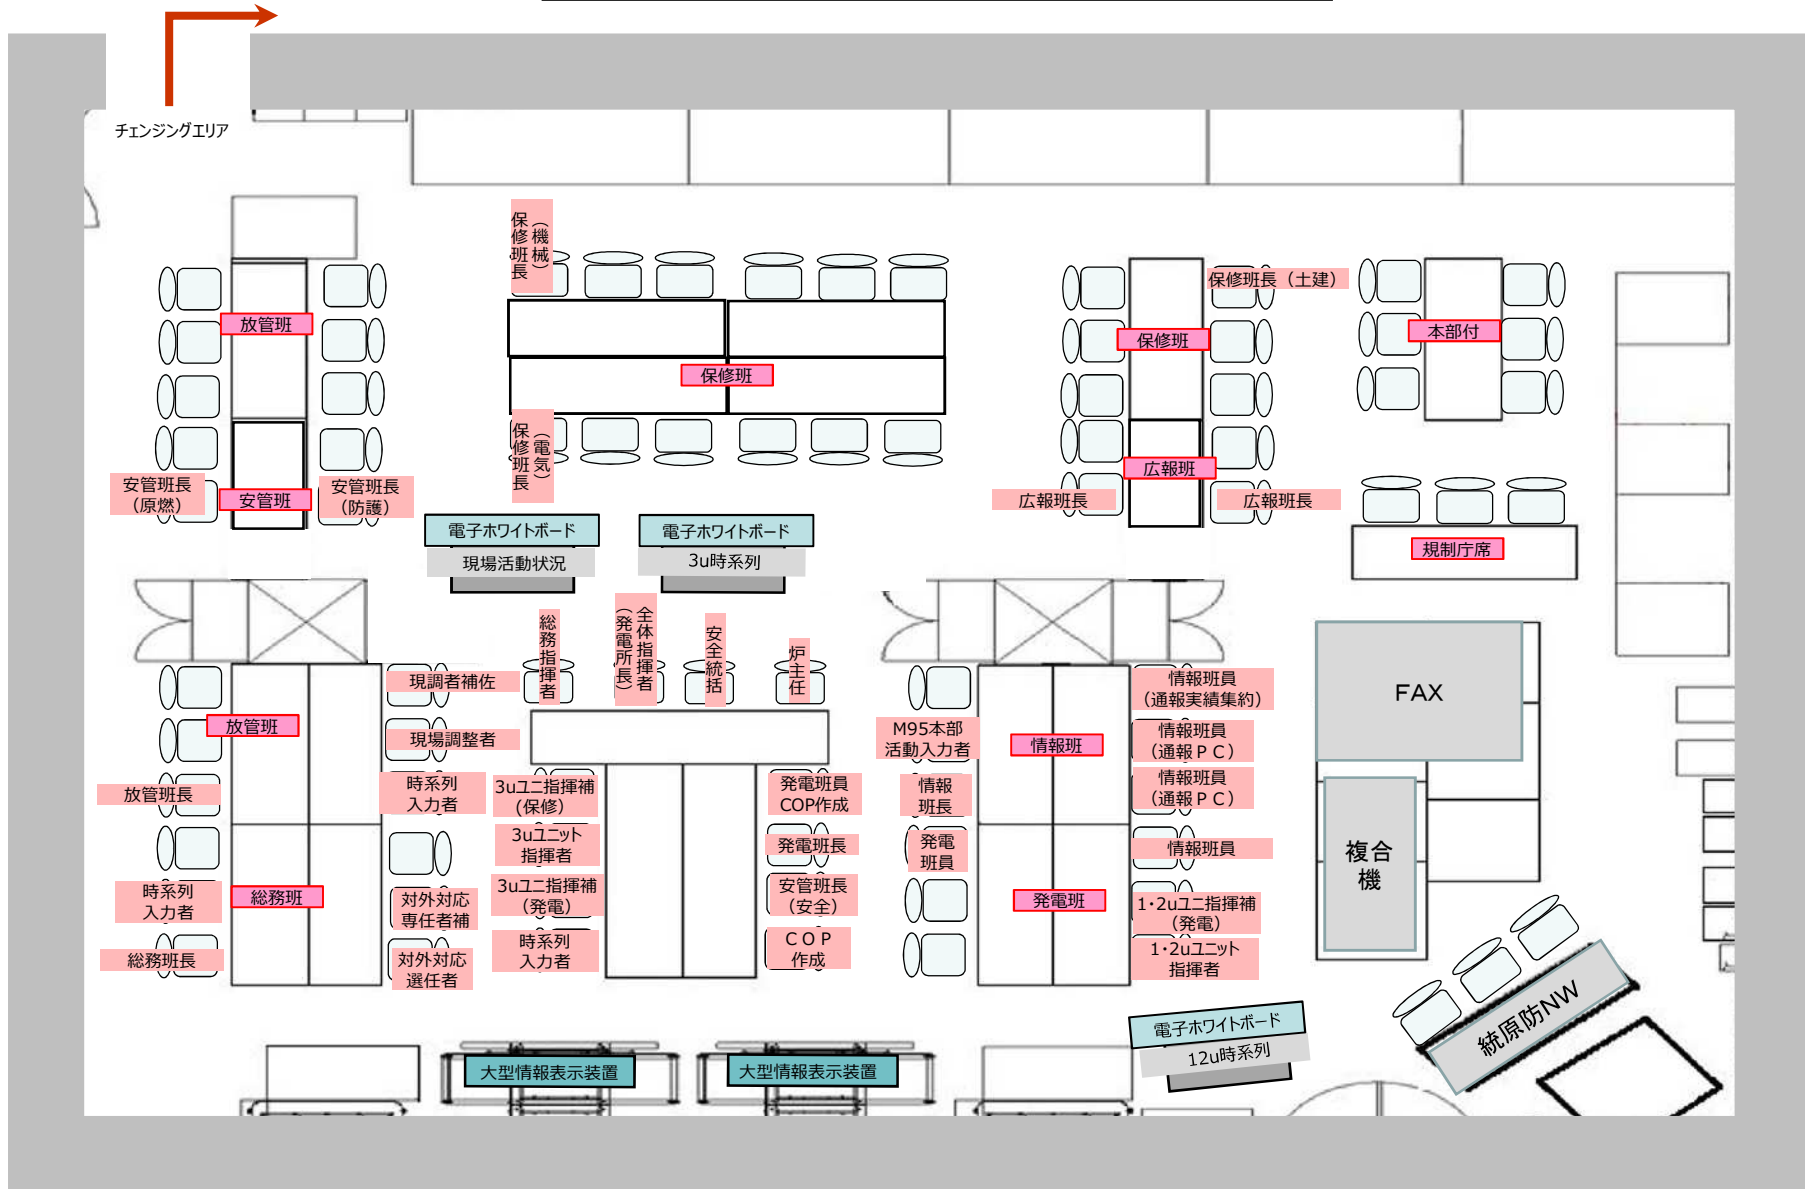 チェンジングエリア
保修班長
（機械）
放管班
保修班
保修班長
（電気）
安管班長
（原燃）
安管班
安管班長
（防護）
保修班長（土建）
保修班
本部付
広報班
広報班長
広報班長
規制庁席
電子ホワイトボード
現場活動状況
電子ホワイトボード
3u時系列
総務指揮者
全体指揮者
（発電所長）
安全統括
炉主任
現調者補佐
放管班
現場調整者
放管班長
時系列
入力者
時系列
入力者
総務班
対外対応
専任者補
総務班長
対外対応
選任者
3uユニ指揮補
（保修）
3uユニット
指揮者
3uユニ指揮補
（発電）
時系列
入力者
発電班員
COP作成
発電班長
安管班長
（安全）
ＣＯＰ
作成
M95本部
活動入力者
情報
班長
発電
班員
情報班
発電班
情報班員
（通報実績集約）
情報班員
（通報ＰＣ）
情報班員
（通報ＰＣ）
情報班員
1・2uユニ指揮補
（発電）
1・2uユニット
指揮者
FAX
複合
機
統原防NW
電子ホワイトボード
12u時系列
大型情報表示装置
大型情報表示装置